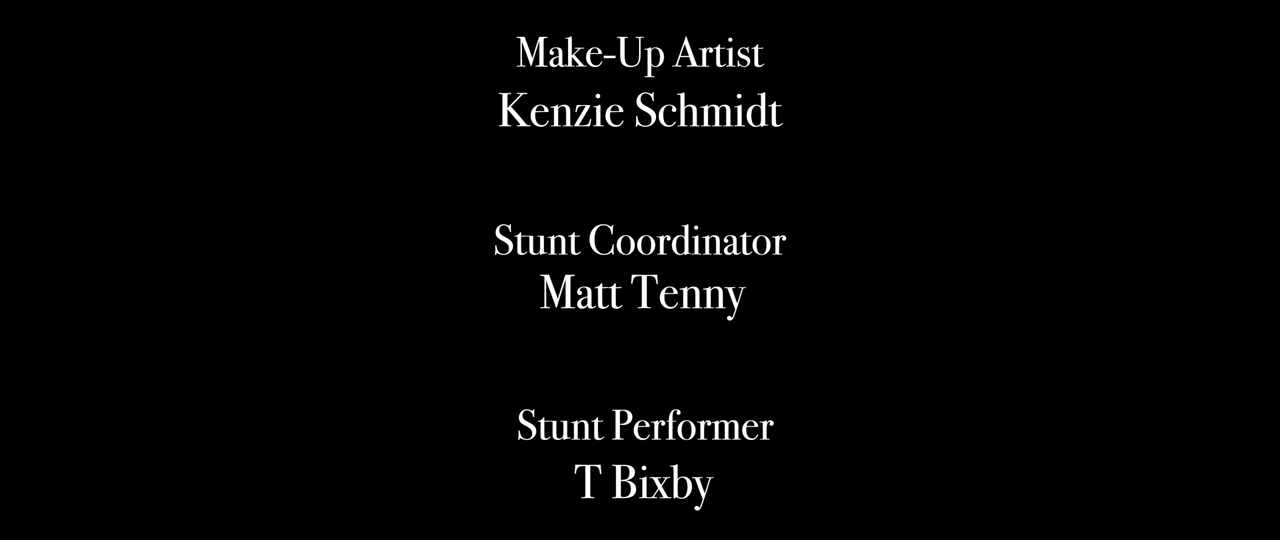 Make-Up Artist
Kenzie Schmidt
Stunt Coordinator
Matt Tenny
Stunt Performer
T Bixby